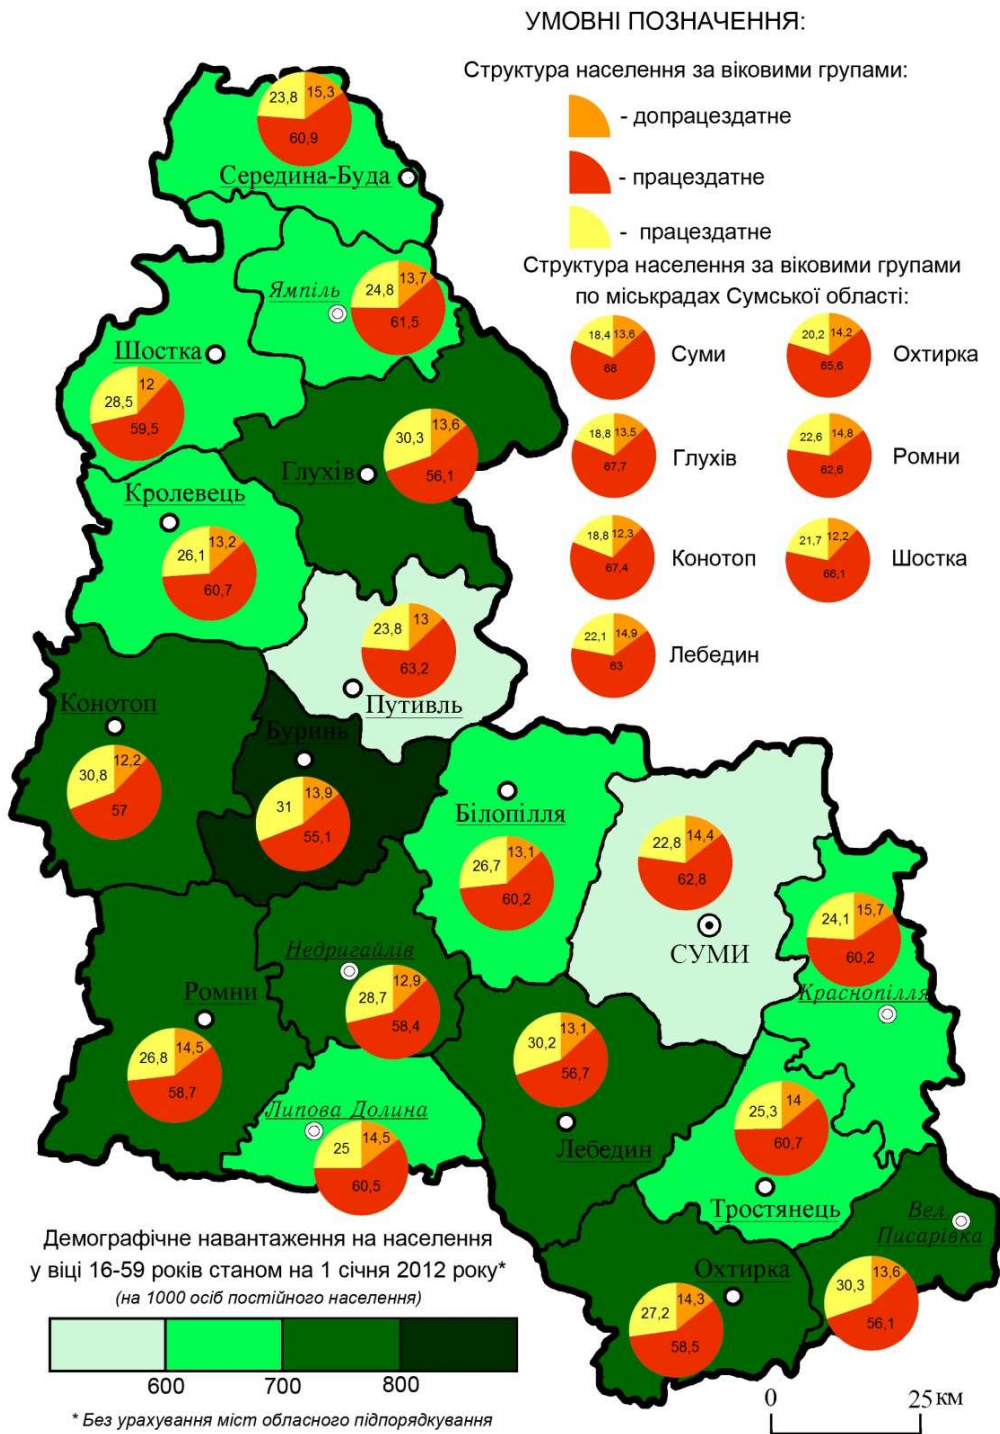 УМОВНІ ПОЗНАЧЕННЯ:
Структура населення за віковими групами:
- допрацездатне
- працездатне
- працездатне
Структура населення за віковими групами
по міськрадах Сумської області:
18,4 13,6
68
Суми
20,2 14,2
65,6
Охтирка
18,8 13,5
67,7
Глухів
22,6 14,8
62,6
Ромни
18,8 12,3
67,4
Конотоп
21,7 12,2
66,1
Шостка
22,1 14,9
63
Лебедин
23,8 15,3
60,9
Середина-Буда
Ямпіль
24,8 13,7
61,5
Шостка
28,5 12
59,5
30,3 13,6
56,1
Глухів
Кролевець
26,1 13,2
60,7
23,8 13
63,2
Путивль
Конотоп
30,8 12,2
57
Буринь
31 13,9
55,1
Білопілля
26,7 13,1
60,2
22,8 14,4
62,8
СУМИ
24,1 15,7
60,2
Краснопілля
Недригайлів
28,7 12,9
58,4
Ромни
26,8 14,5
58,7
30,2 13,1
56,7
Лебедин
Липова Долина
25 14,5
60,5
25,3 14
60,7
Тростянець
Вел.
Писарівка
30,3 13,6
56,1
Охтирка
27,2 14,3
58,5
Демографічне навантаження на населення
у віці 16-59 років станом на 1 січня 2012 року*
(на 1000 осіб постійного населення)
600 700 800
* Без урахування міст обласного підпорядкування
0 25 км